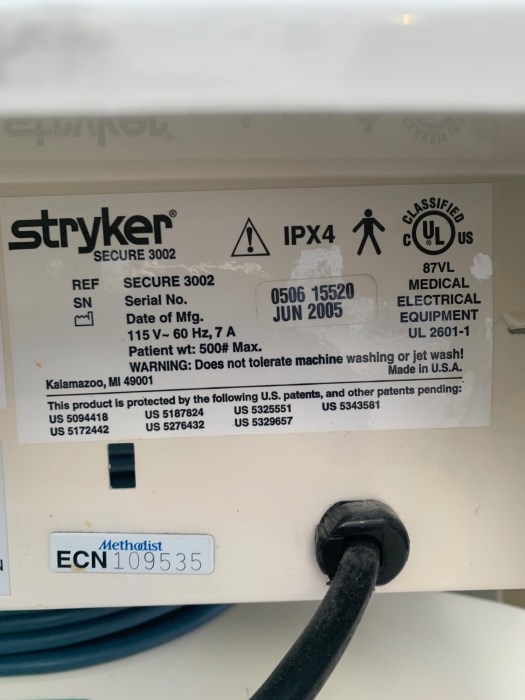 stryker®
SECURE 3002
IPX4
CLASSIFIED
C UL US
87VL
MEDICAL
ELECTRICAL
EQUIPMENT
UL 2601-1
REF SECURE 3002
SN Serial No.
0506 15520
Date of Mfg.
JUN 2005
115 V~ 60 Hz, 7 A
Patient wt: 500# Max.
WARNING: Does not tolerate machine washing or jet wash!
Kalamazoo, MI 49001
Made in U.S.A.
This product is protected by the following U.S. patents, and other patents pending:
US 5094418 US 5187824 US 5325551 US 5343581
US 5172442 US 5276432 US 5329657
Methodist
ECN 109535